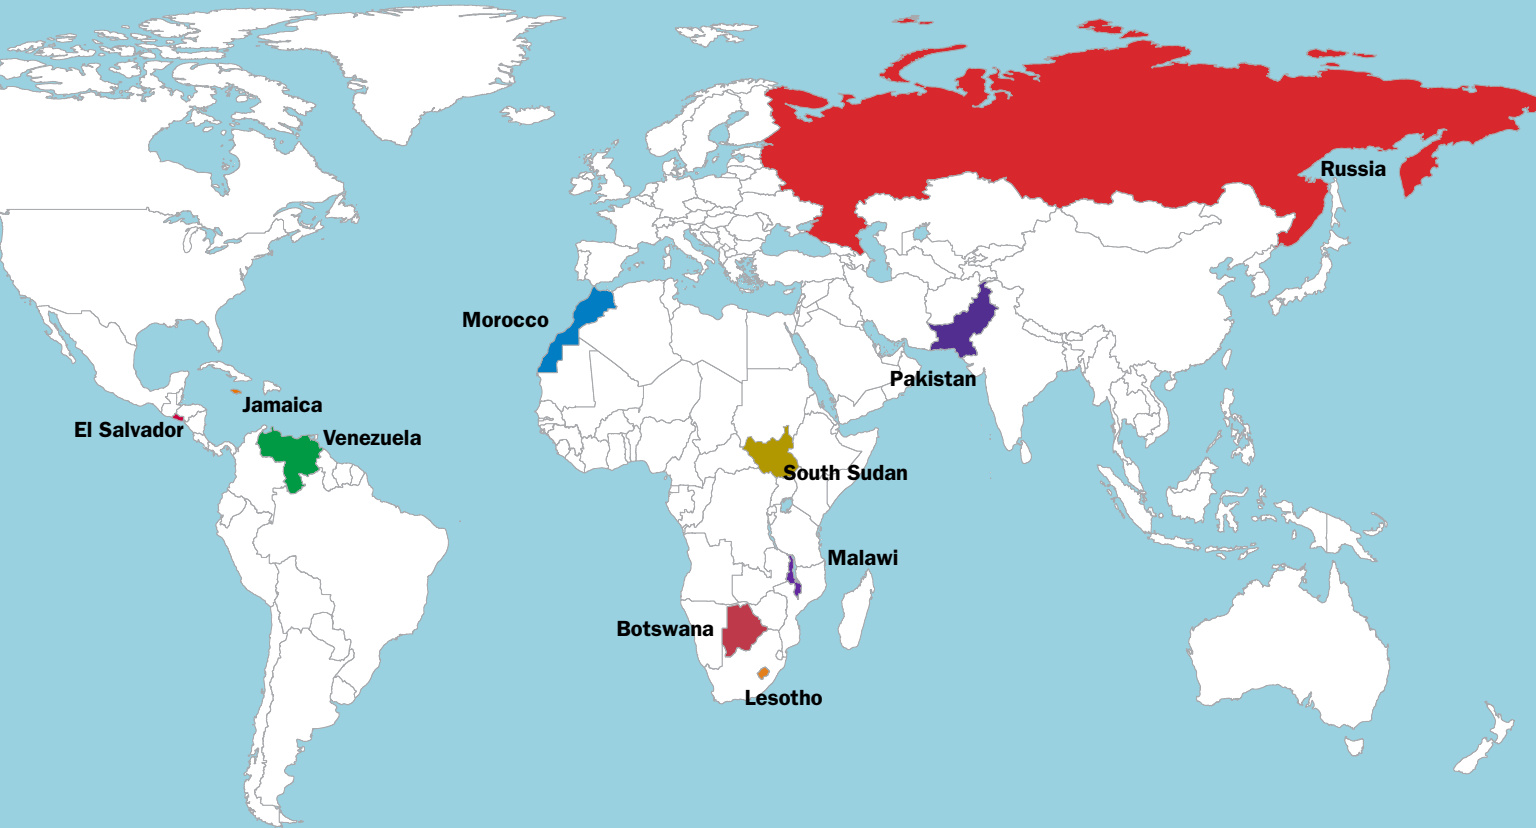 Russia
Morocco
Pakistan
Jamaica
El Salvador
Venezuela
South Sudan
Malawi
Botswana
Lesotho